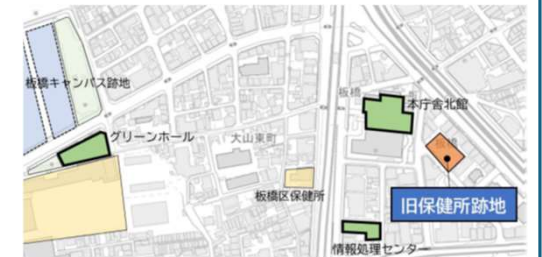 板橋キャンパス跡地
板橋
本庁舎北館
グリーンホール
大山東町
板橋
板橋区保健所
旧保健所跡地
情報処理センター